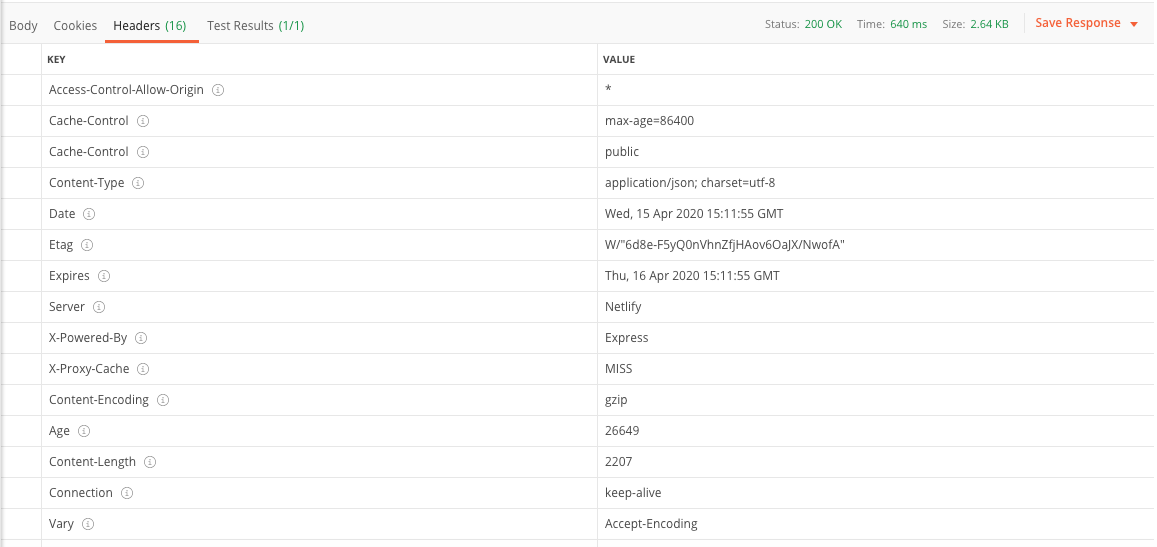 Body Cookies Headers (16) Test Results (1/1) Status: 200 OK Time: 640 ms Size: 2.64 KB Save Response
KEY VALUE
Access-Control-Allow-Origin *
Cache-Control max-age=86400
Cache-Control public
Content-Type application/json; charset=utf-8
Date Wed, 15 Apr 2020 15:11:55 GMT
Etag W/"6d8e-F5yQ0nVhnZfjHAov6OaJX/NwofA"
Expires Thu, 16 Apr 2020 15:11:55 GMT
Server Netlify
X-Powered-By Express
X-Proxy-Cache MISS
Content-Encoding gzip
Age 26649
Content-Length 2207
Connection keep-alive
Vary Accept-Encoding